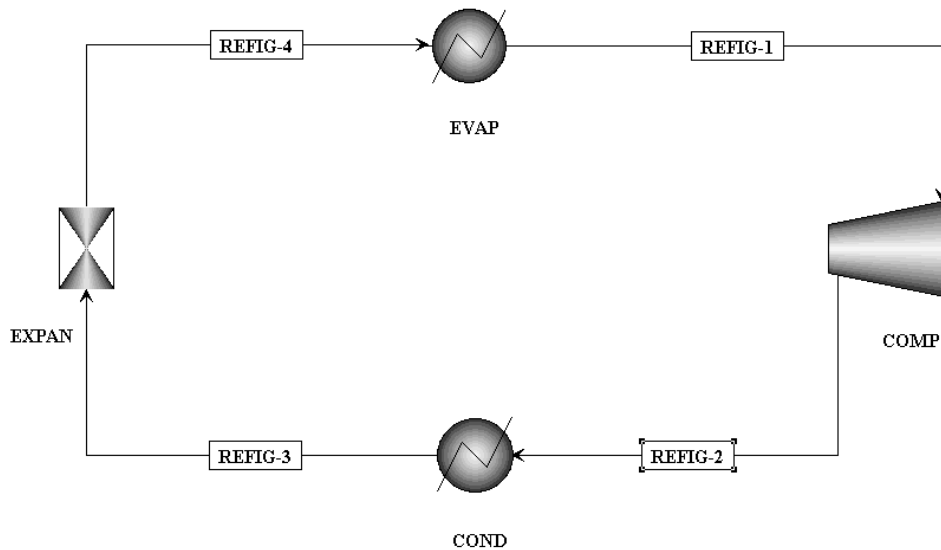 REFIG-4
REFIG-1
EVAP
EXPAN
COMP
REFIG-3
REFIG-2
COND